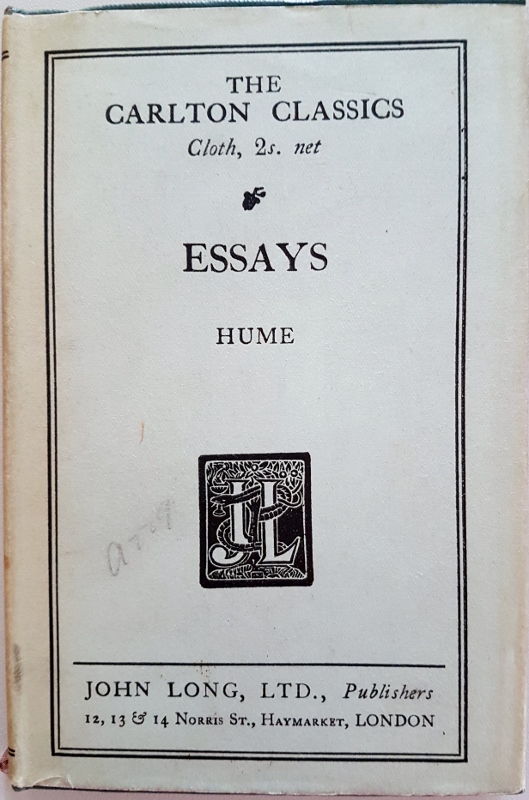 THE
CARLTON CLASSICS
Cloth, 2s. net
ESSAYS
HUME
JL
JOHN LONG, LTD., Publishers
12, 13 & 14 NORRIS ST., HAYMARKET, LONDON